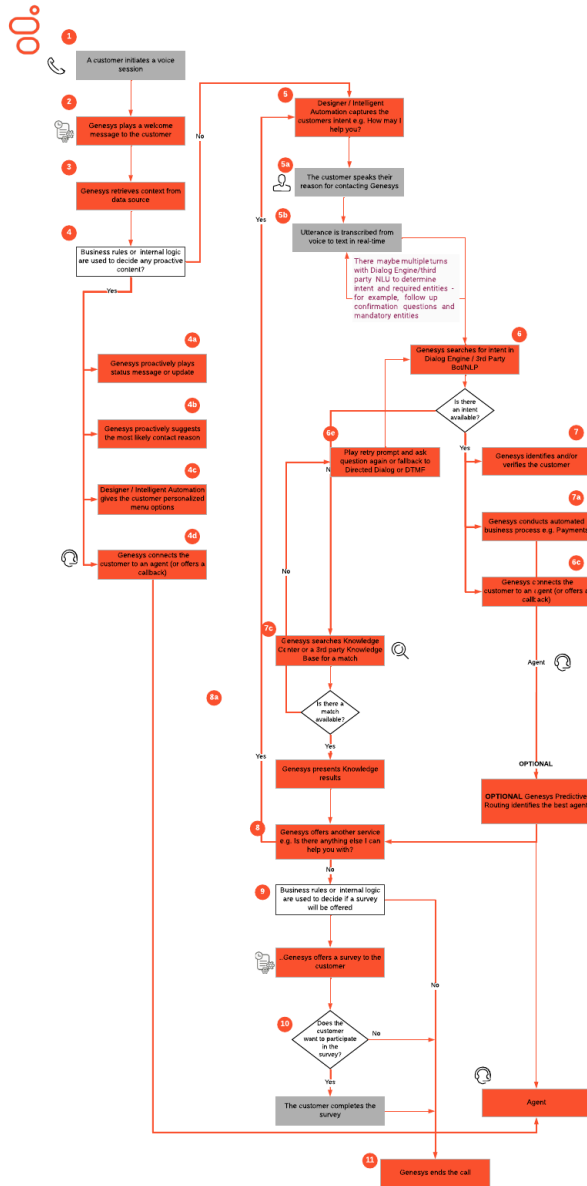 1
A customer initiates a voice
session
2
Genesys plays a welcome
message to the customer
No
3
Genesys retrieves context from
data source
4
Business rules or internal logic
are used to decide any proactive
content?
Yes
4a
Genesys proactively plays
status message or update
4b
Genesys proactively suggests
the most likely contact reason
4c
Designer / Intelligent Automation
gives the customer personalized
menu options
4d
Genesys connects the
customer to an agent (or offers a
callback)
5
Designer / Intelligent
Automation captures the
customers intent e.g. How may I
help you?
5a
The customer speaks their
reason for contacting Genesys
Yes
5b
Utterance is transcribed from
voice to text in real-time
There maybe multiple turns
with Dialog Engine/third
party NLU to determine
intent and required entities -
for example, follow up
confirmation questions and
mandatory entities
6
Genesys searches for intent in
Dialog Engine / 3rd Party
Bot/NLP
Is there
an intent
available?
Yes
6e
Play retry prompt and ask
question again or fallback to
Directed Dialog or DTMF
N
7
Genesys identifies and/or
verifies the customer
7a
Genesys conducts automated
business process e.g. Payments
6c
Genesys connects the
customer to an agent (or offers a
callback)
No
7c
Genesys searches Knowledge
Center or a 3rd party Knowledge
Base for a match
Agent
8a
Is there a
match
available?
Yes
Yes
Genesys presents Knowledge
results
OPTIONAL
OPTIONAL Genesys Predictive
Routing identifies the best agent
8
Genesys offers another service
e.g. Is there anything else I can
help you with?
No
9
Business rules or internal logic
are used to decide if a survey
will be offered
...Genesys offers a survey to the
customer
No
10
Does the
customer
want to participate
in the
survey?
No
Yes
The customer completes the
survey
Agent
11
Genesys ends the call